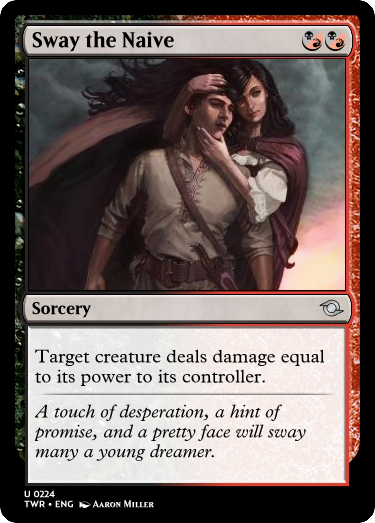 Sway the Naive
Sorcery
Target creature deals damage equal
to its power to its controller.
A touch of desperation, a hint of
promise, and a pretty face will sway
many a young dreamer.
U 0224
TWR • ENG Aaron Miller